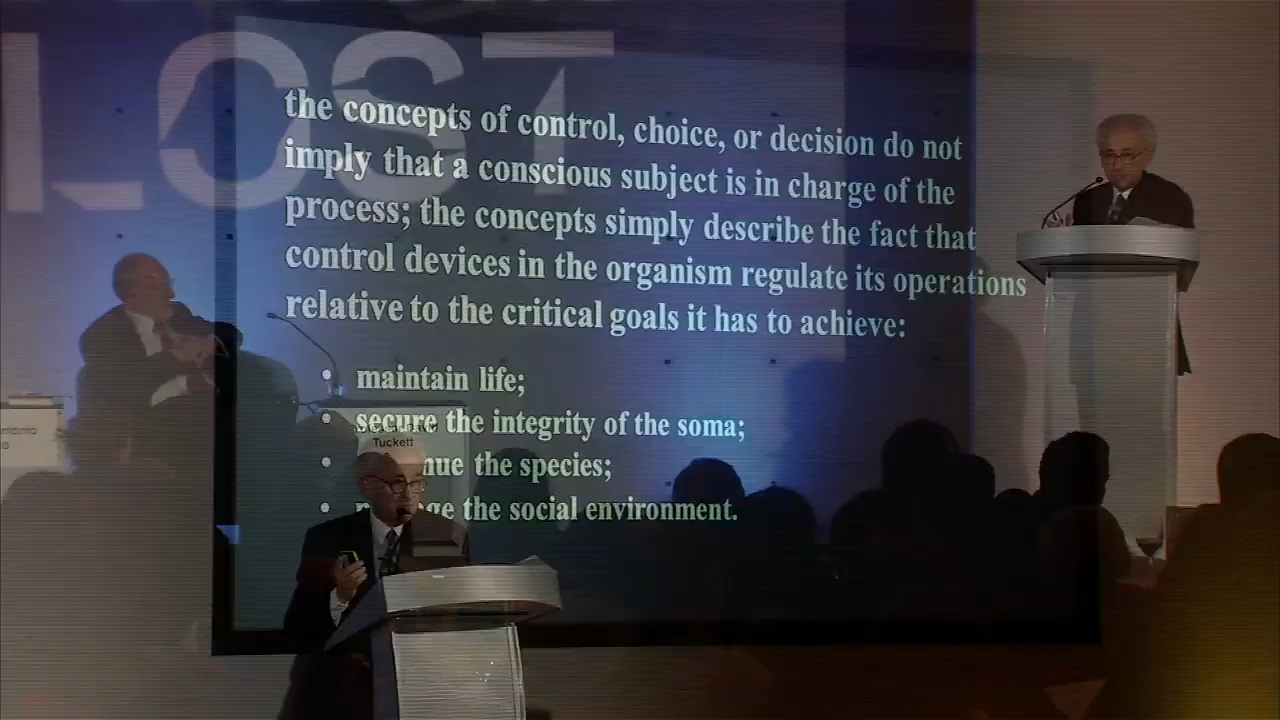 LOST
the concepts of control, choice, or decision do not
imply that a conscious subject is in charge of the
process; the concepts simply describe the fact that
control devices in the organism regulate its operations
relative to the critical goals it has to achieve:
• maintain life;
• secure the integrity of the soma;
Tuckett
• the species;
• the social environment.